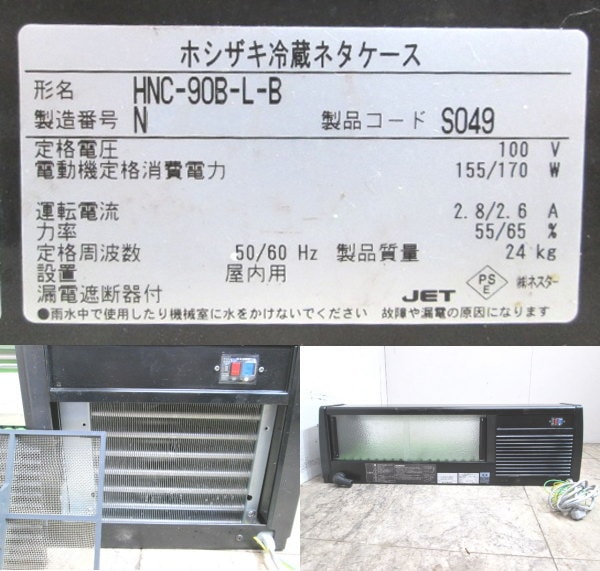 ホシザキ冷蔵ネタケース
形名 HNC-90B-L-B
製造番号 N 製品コード S049
定格電圧 100 V
電動機定格消費電力 155/170 W
運転電流 2.8/2.6 A
力率 55/65 %
定格周波数 50/60 Hz 製品質量 24 kg
設置 屋内用
漏電遮断器付 JET PSE ㈱ネスター
●雨水中で使用したり機械室に水をかけないでください 故障や漏電の原因になります